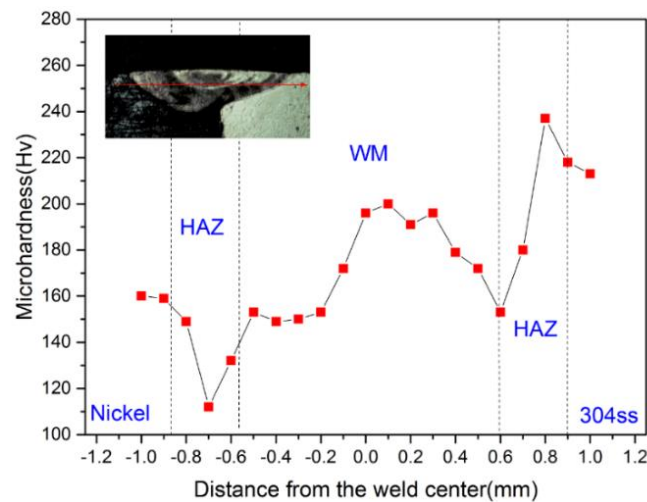 280
260
240
220
200
180
160
140
120
100
Microhardness(Hv)
WM
HAZ
HAZ
Nickel
304ss
-1.2 -1.0 -0.8 -0.6 -0.4 -0.2 0.0 0.2 0.4 0.6 0.8 1.0 1.2
Distance from the weld center(mm)